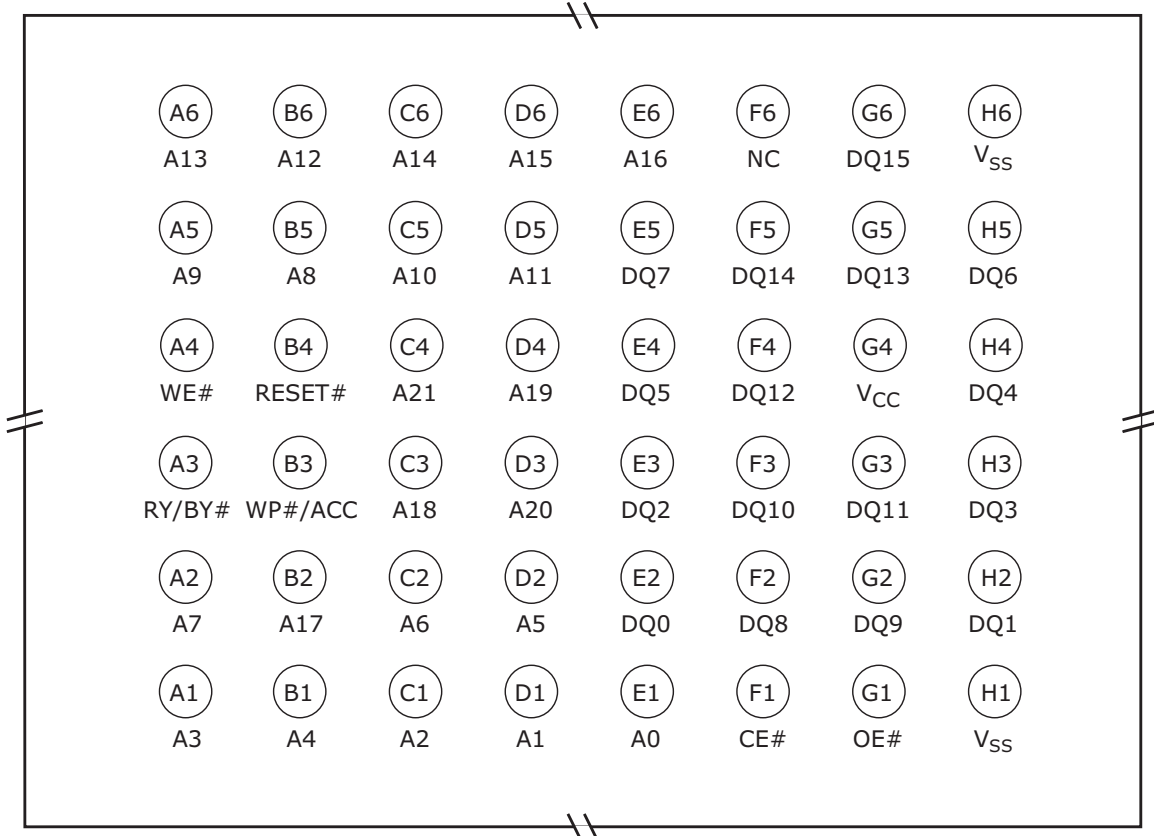 A6 B6 C6 D6 E6 F6 G6 H6
A13 A12 A14 A15 A16 NC DQ15 VSS
A5 B5 C5 D5 E5 F5 G5 H5
A9 A8 A10 A11 DQ7 DQ14 DQ13 DQ6
A4 B4 C4 D4 E4 F4 G4 H4
WE# RESET# A21 A19 DQ5 DQ12 VCC DQ4
A3 B3 C3 D3 E3 F3 G3 H3
RY/BY# WP#/ACC A18 A20 DQ2 DQ10 DQ11 DQ3
A2 B2 C2 D2 E2 F2 G2 H2
A7 A17 A6 A5 DQ0 DQ8 DQ9 DQ1
A1 B1 C1 D1 E1 F1 G1 H1
A3 A4 A2 A1 A0 CE# OE# VSS